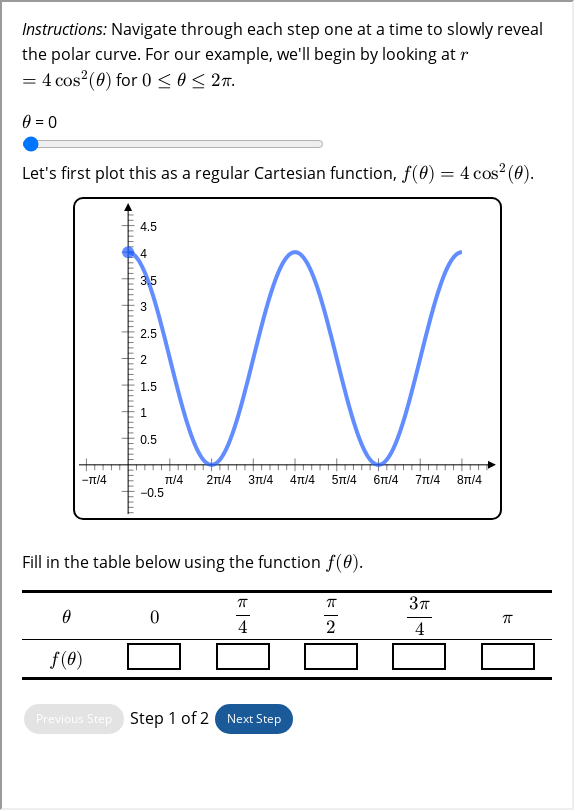 Instructions: Navigate through each step one at a time to slowly reveal
the polar curve. For our example, we'll begin by looking at r
= 4 cos²(θ) for 0 ≤ θ ≤ 2π.
θ = 0
Let's first plot this as a regular Cartesian function, f(θ) = 4 cos²(θ).
4.5
4
3.5
3
2.5
2
1.5
1
0.5
−π/4 π/4 2π/4 3π/4 4π/4 5π/4 6π/4 7π/4 8π/4
−0.5
Fill in the table below using the function f(θ).
θ 0 π/4 π/2 3π/4 π
f(θ)
Previous Step Step 1 of 2 Next Step